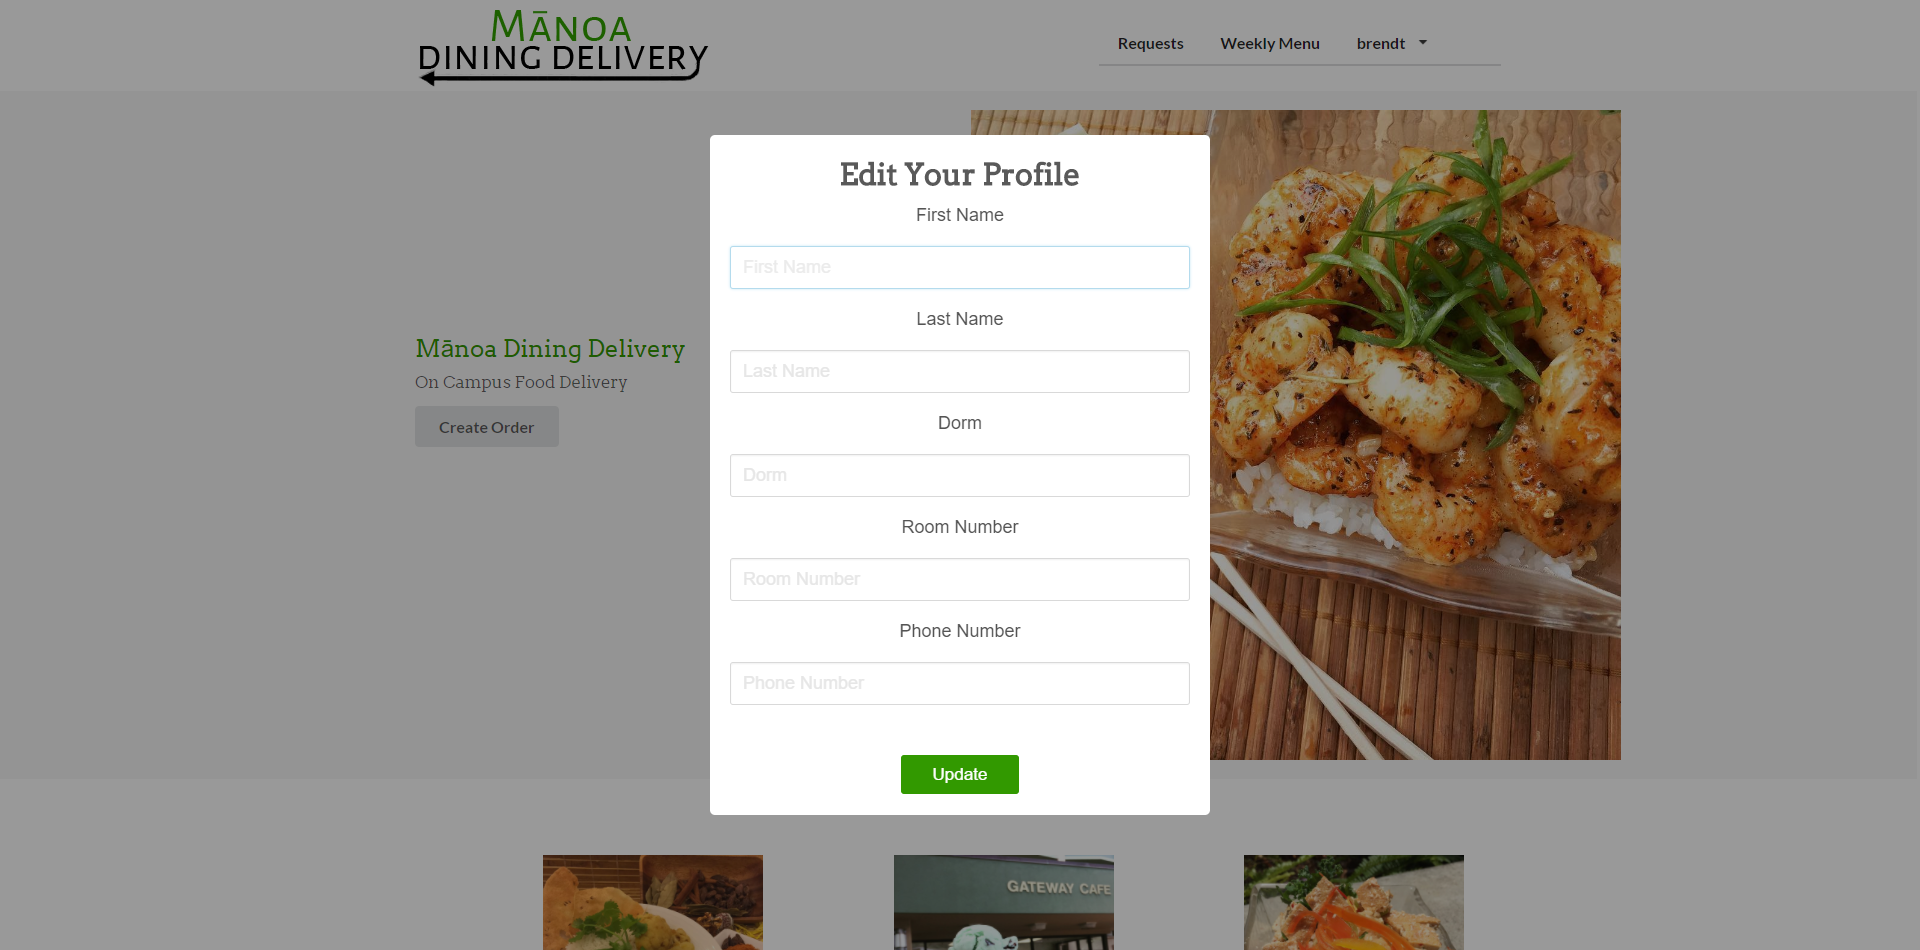 MĀNOA
DINING DELIVERY
Requests
Weekly Menu
brendt
Mānoa Dining Delivery
On Campus Food Delivery
Create Order
Edit Your Profile
First Name
First Name
Last Name
Last Name
Dorm
Dorm
Room Number
Room Number
Phone Number
Phone Number
Update
GATEWAY CAFE